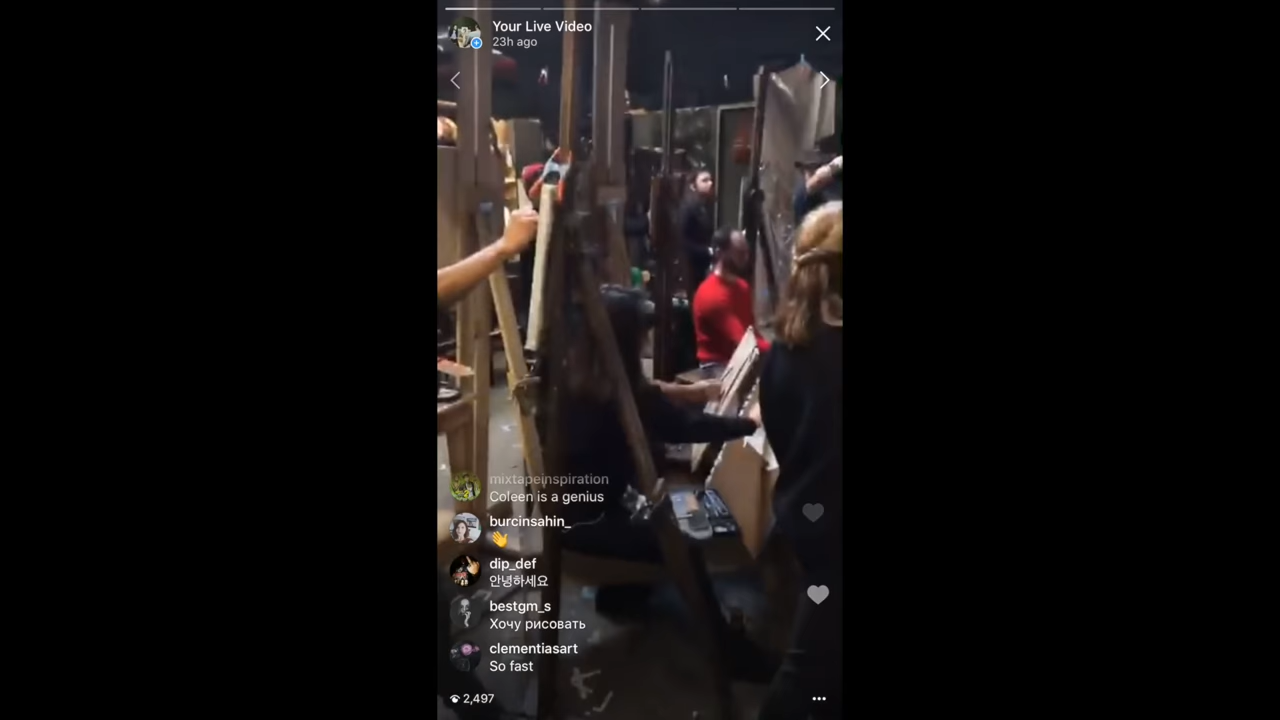 Your Live Video
23h ago
mixtapeinspiration
Coleen is a genius
burcinsahin_
👋
dip_def
안녕하세요
bestgm_s
Хочу рисовать
clementiasart
So fast
2,497